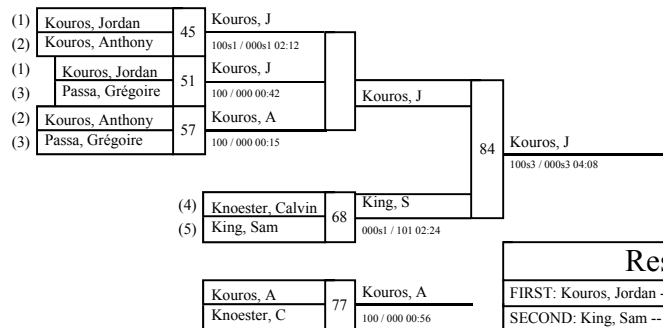 (1) Kouros, Jordan
45
Kouros, J
(2) Kouros, Anthony
100s1 / 000s1 02:12
(1) Kouros, Jordan
51
Kouros, J
(3) Passa, Grégoire
100 / 000 00:42
Kouros, J
(2) Kouros, Anthony
57
Kouros, A
(3) Passa, Grégoire
100 / 000 00:15
84
Kouros, J
100s3 / 000s3 04:08
(4) Knoester, Calvin
68
King, S
(5) King, Sam
000s1 / 101 02:24
Kouros, A
77
Kouros, A
Knoester, C
100 / 000 00:56
Res
FIRST: Kouros, Jordan -
SECOND: King, Sam --